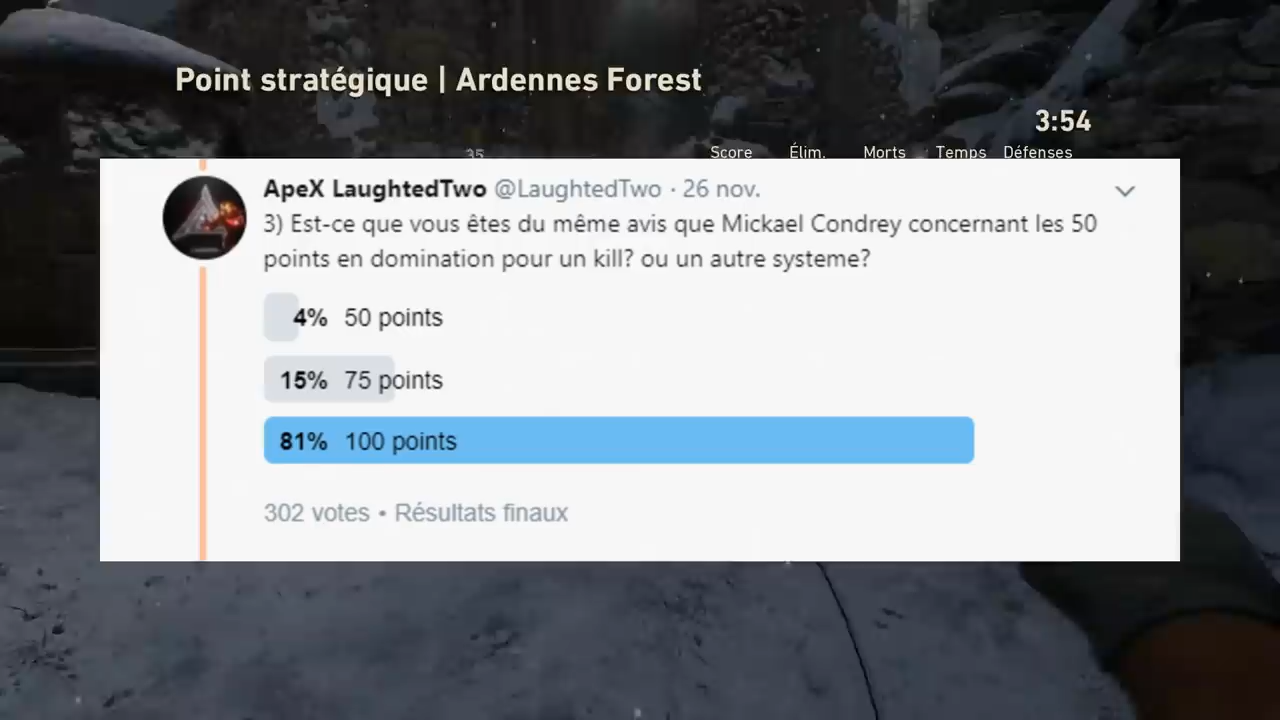 Point stratégique | Ardennes Forest
3:54
35
Score Élim. Morts Temps Défenses
ApeX LaughtedTwo @LaughtedTwo · 26 nov.
3) Est-ce que vous êtes du même avis que Mickael Condrey concernant les 50
points en domination pour un kill? ou un autre systeme?
4% 50 points
15% 75 points
81% 100 points
302 votes • Résultats finaux